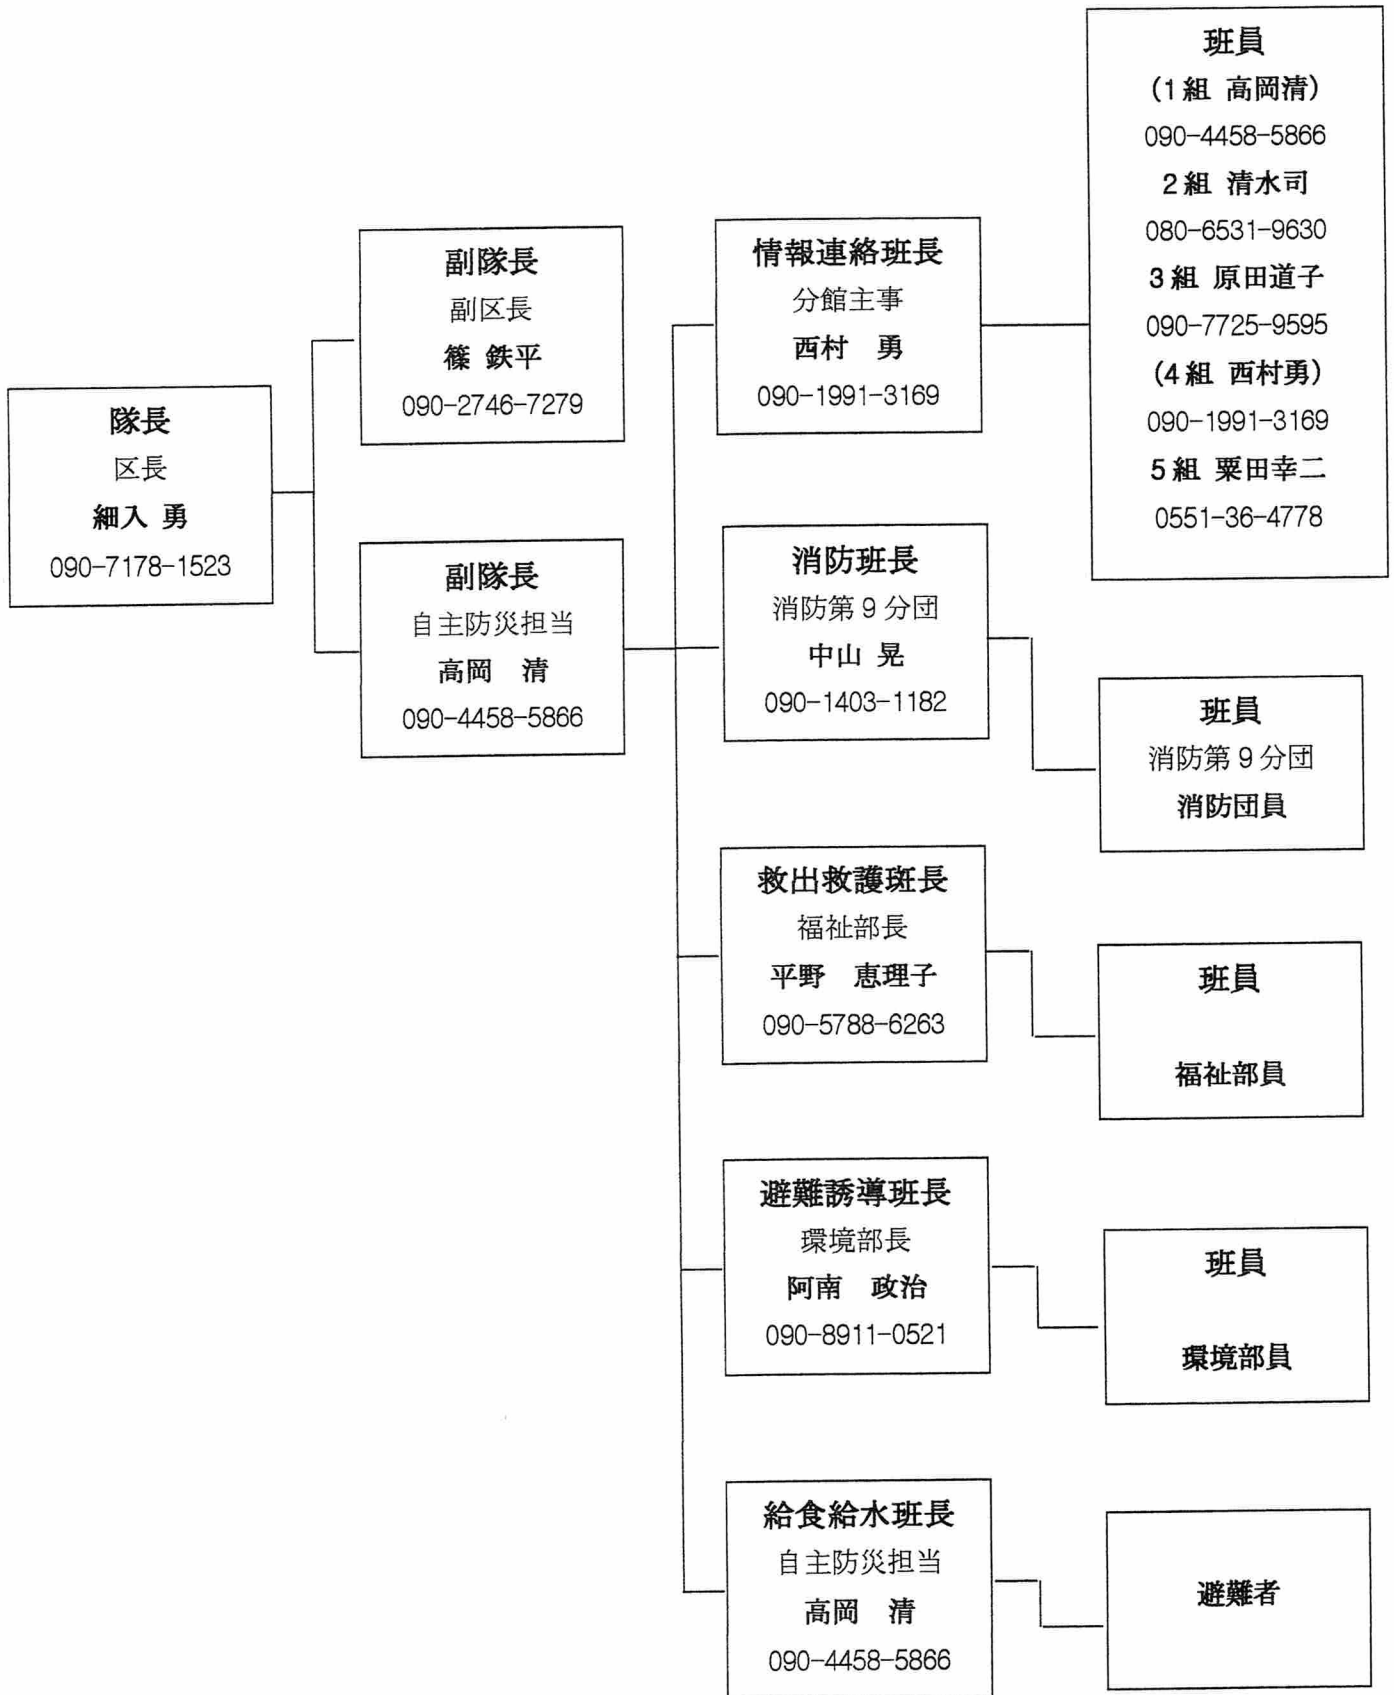 隊長
区長
細入 勇
090-7178-1523
副隊長
副区長
篠 鉄平
090-2746-7279
副隊長
自主防災担当
高岡 清
090-4458-5866
情報連絡班長
分館主事
西村 勇
090-1991-3169
班員
(1組 高岡清)
090-4458-5866
2組 清水司
080-6531-9630
3組 原田道子
090-7725-9595
(4組 西村勇)
090-1991-3169
5組 粟田幸二
0551-36-4778
消防班長
消防第9分団
中山 晃
090-1403-1182
班員
消防第9分団
消防団員
救出救護斑長
福祉部長
平野 恵理子
090-5788-6263
班員
福祉部員
避難誘導班長
環境部長
阿南 政治
090-8911-0521
班員
環境部員
給食給水班長
自主防災担当
高岡 清
090-4458-5866
避難者